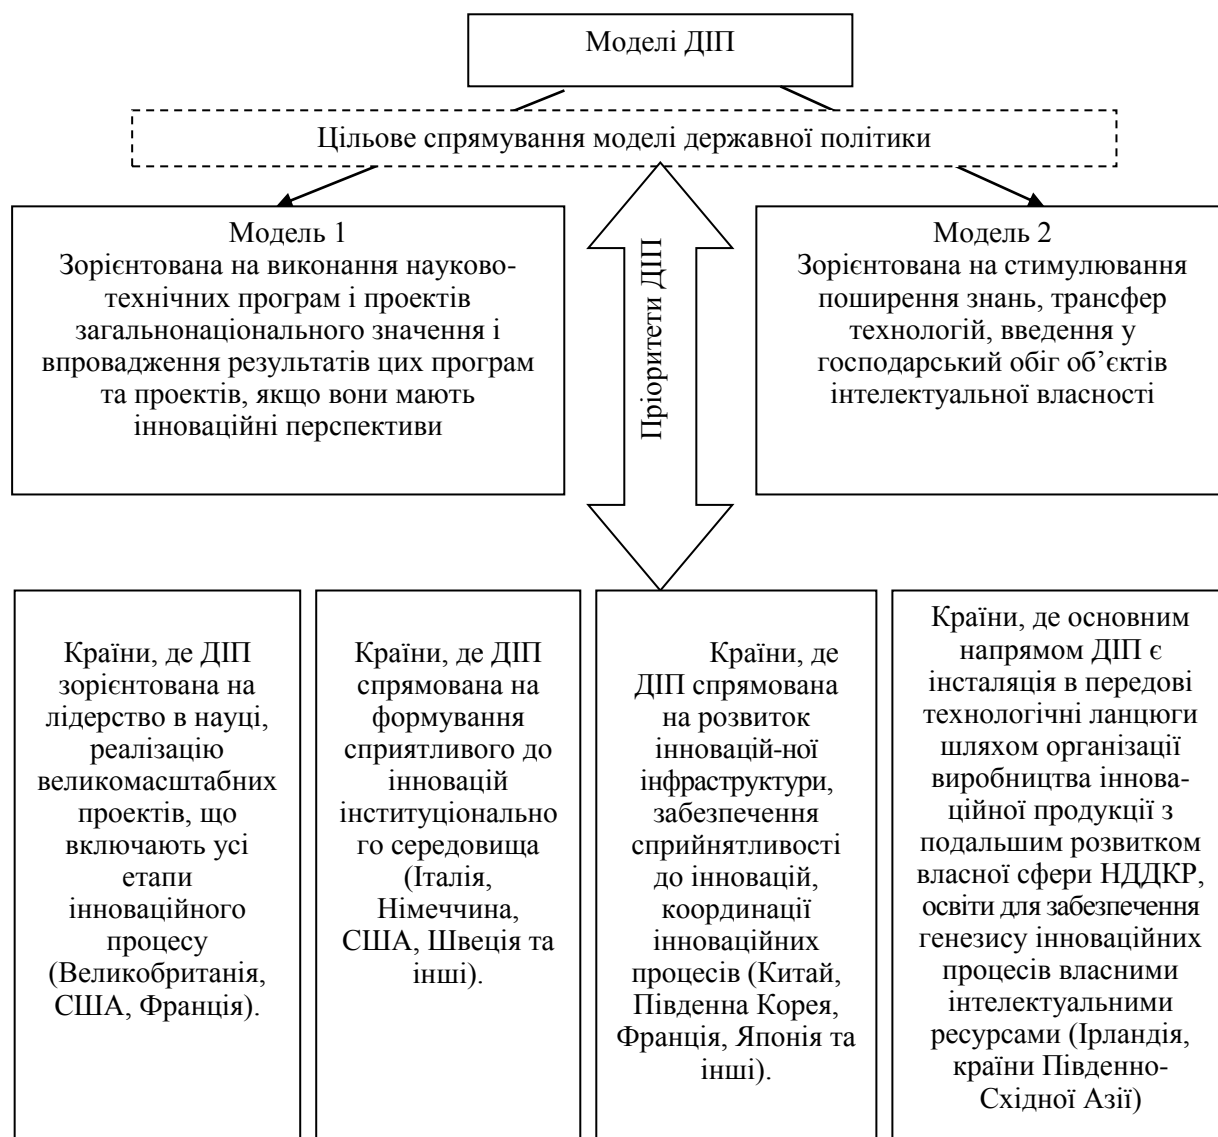 Моделі ДІП
Цільове спрямування моделі державної політики
Модель 1
Зорієнтована на виконання науково-
технічних програм і проектів
загальнонаціонального значення і
впровадження результатів цих програм
та проектів, якщо вони мають
інноваційні перспективи
Пріоритети ДІП
Модель 2
Зорієнтована на стимулювання
поширення знань, трансфер
технологій, введення у
господарський обіг об’єктів
інтелектуальної власності
Країни, де ДІП
зорієнтована на
лідерство в науці,
реалізацію
великомасштабних
проектів, що
включають усі
етапи
інноваційного
процесу
(Великобританія,
США, Франція).
Країни, де ДІП
спрямована на
формування
сприятливого до
інновацій
інституціонально
го середовища
(Італія,
Німеччина,
США, Швеція та
інші).
Країни, де
ДІП спрямована
на розвиток
інновацій-ної
інфраструктури,
забезпечення
сприйнятливості
до інновацій,
координації
інноваційних
процесів (Китай,
Південна Корея,
Франція, Японія та
інші).
Країни, де основним
напрямом ДІП є
інсталяція в передові
технологічні ланцюги
шляхом організації
виробництва іннова-
ційної продукції з
подальшим розвитком
власної сфери НДДКР,
освіти для забезпечення
генезису інноваційних
процесів власними
інтелектуальними
ресурсами (Ірландія,
країни Південно-
Східної Азії)